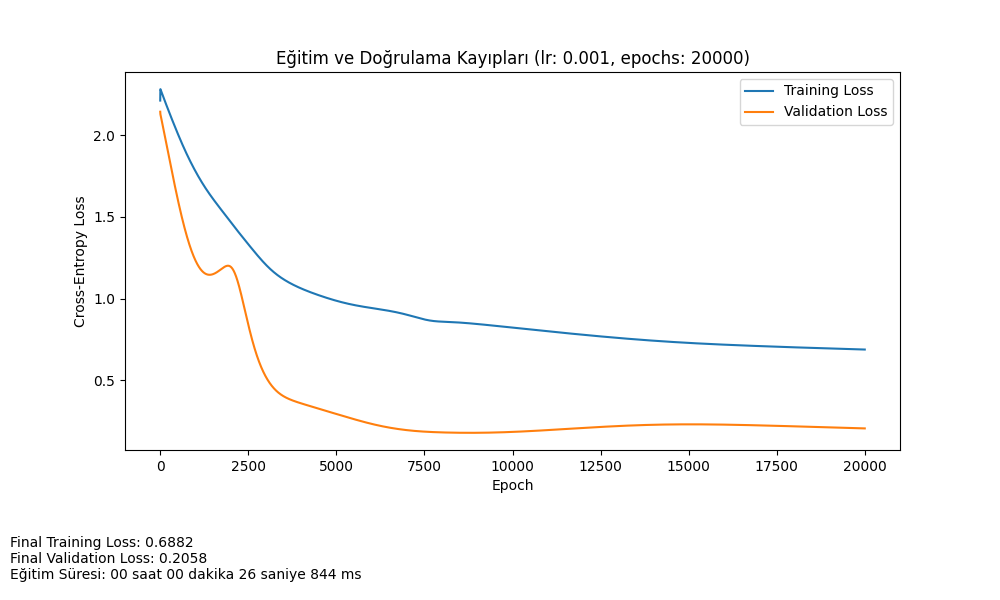 Eğitim ve Doğrulama Kayıpları (lr: 0.001, epochs: 20000)
Training Loss
Validation Loss
Cross-Entropy Loss
2.0
1.5
1.0
0.5
0 2500 5000 7500 10000 12500 15000 17500 20000
Epoch
Final Training Loss: 0.6882
Final Validation Loss: 0.2058
Eğitim Süresi: 00 saat 00 dakika 26 saniye 844 ms